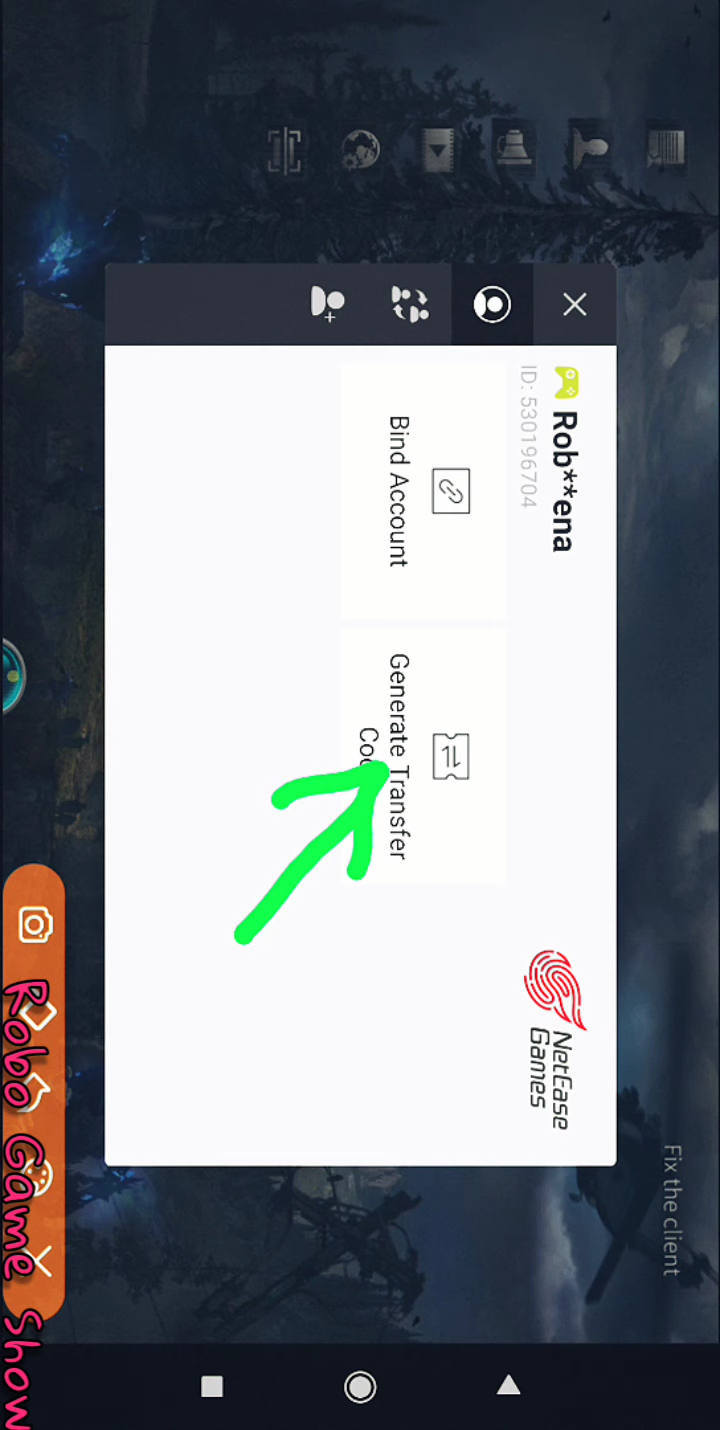 Fix the client
Rob**ena
ID: 530196704
NetEase
Games
Bind Account
Generate Transfer
Robo Game Show